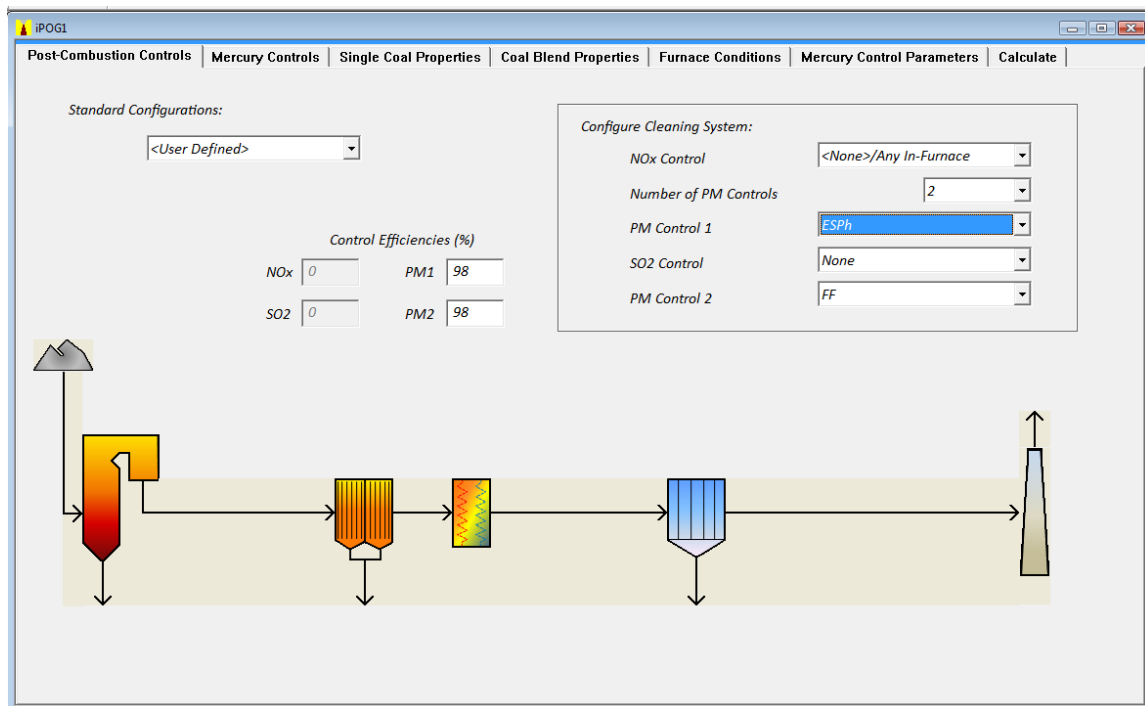 iPOG1
Post-Combustion Controls Mercury Controls Single Coal Properties Coal Blend Properties Furnace Conditions Mercury Control Parameters Calculate
Standard Configurations:
<User Defined>
Configure Cleaning System:
NOx Control <None>/Any In-Furnace
Number of PM Controls 2
PM Control 1 ESPh
SO2 Control None
PM Control 2 FF
Control Efficiencies (%)
NOx 0 PM1 98
SO2 0 PM2 98